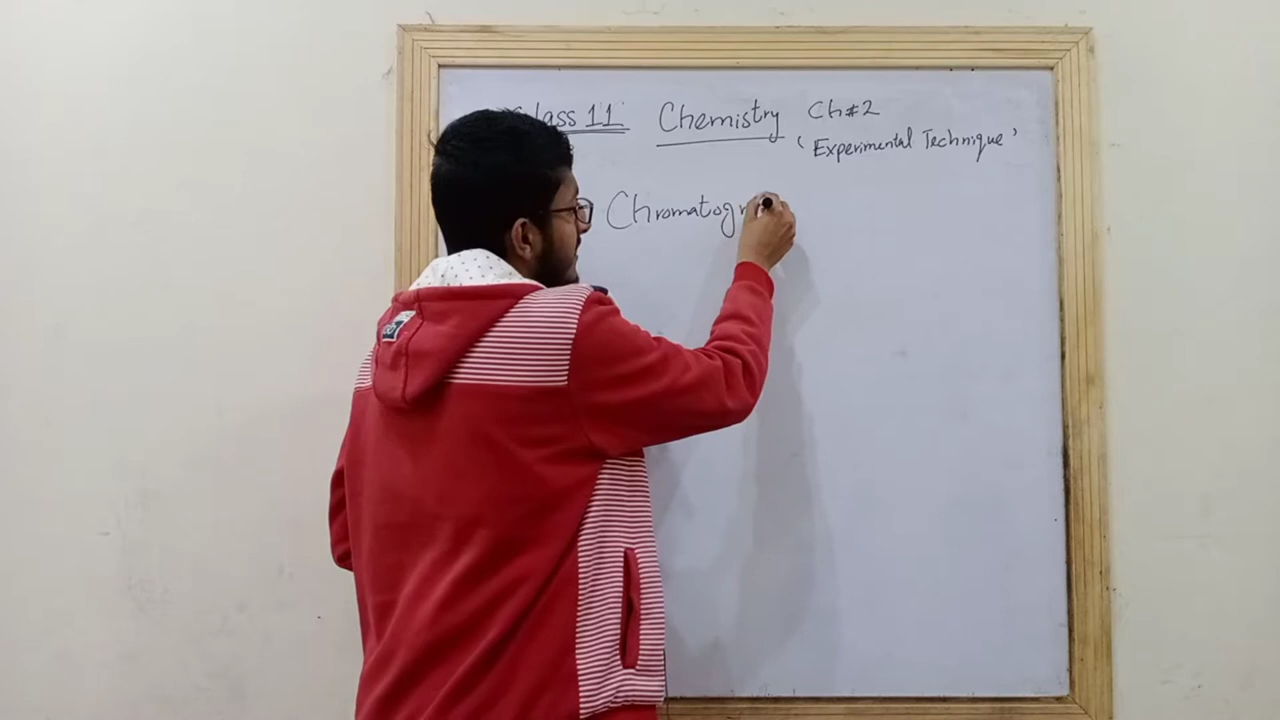 Class 11 Chemistry Ch#2
‘Experimental Technique’
Chromatogr